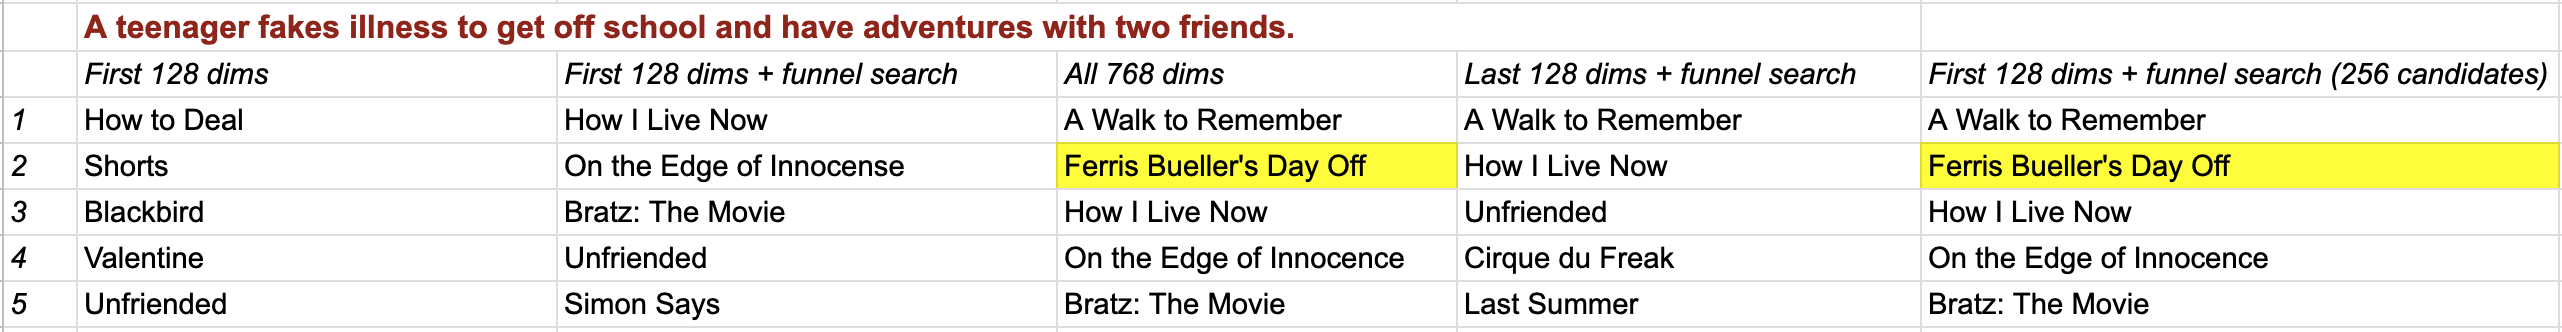 A teenager fakes illness to get off school and have adventures with two friends.
First 128 dims First 128 dims + funnel search All 768 dims Last 128 dims + funnel search First 128 dims + funnel search (256 candidates)
1 How to Deal How I Live Now A Walk to Remember A Walk to Remember A Walk to Remember
2 Shorts On the Edge of Innocense Ferris Bueller's Day Off How I Live Now Ferris Bueller's Day Off
3 Blackbird Bratz: The Movie How I Live Now Unfriended How I Live Now
4 Valentine Unfriended On the Edge of Innocence Cirque du Freak On the Edge of Innocence
5 Unfriended Simon Says Bratz: The Movie Last Summer Bratz: The Movie